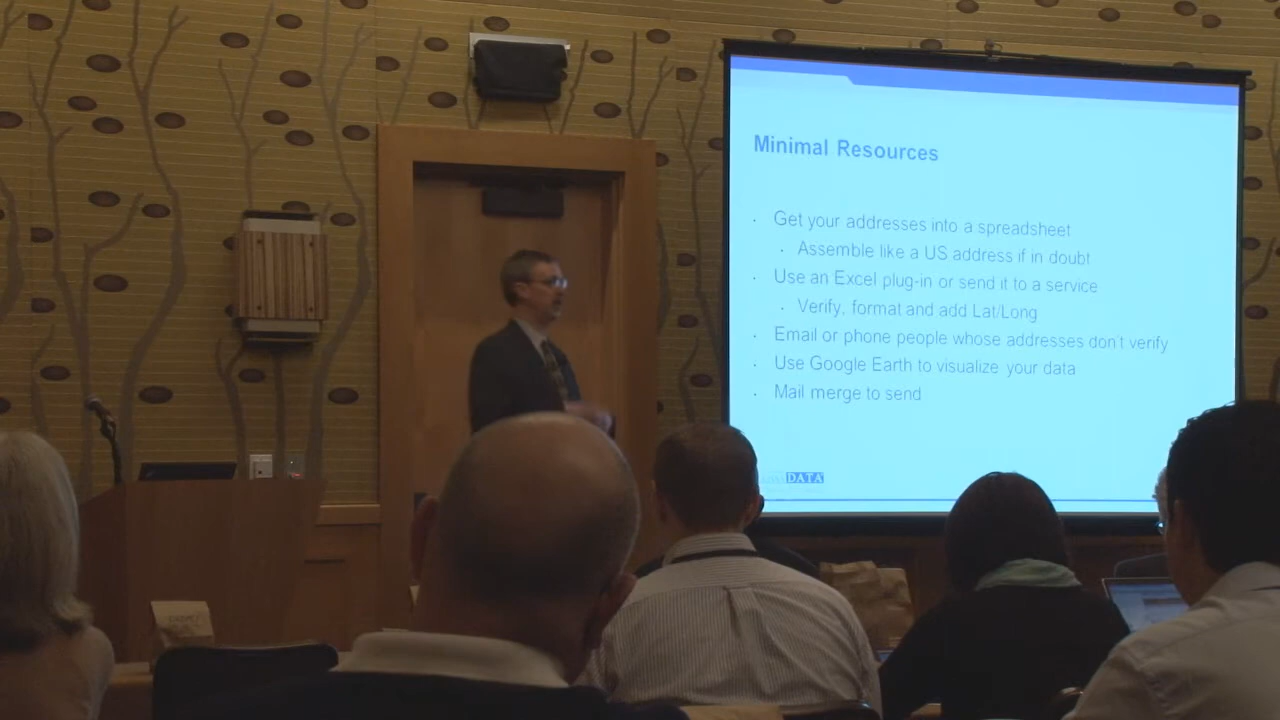 Minimal Resources
Get your addresses into a spreadsheet
Assemble like a US address if in doubt
Use an Excel plug-in or send it to a service
Verify, format and add Lat/Long
Email or phone people whose addresses don't verify
Use Google Earth to visualize your data
Mail merge to send
DATA